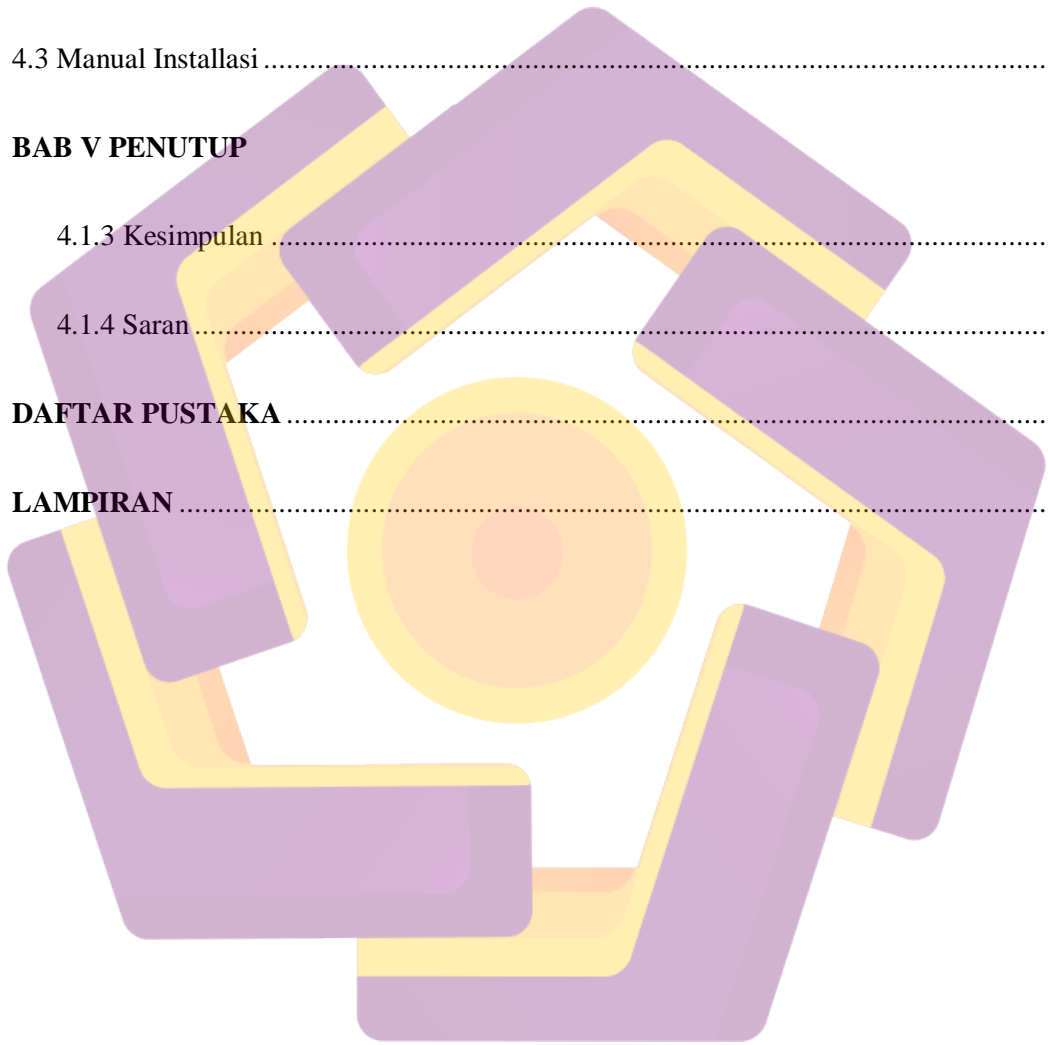 4.3 Manual Installasi ........................................................................................................
BAB V PENUTUP
4.1.3 Kesimpulan .......................................................................................................
4.1.4 Saran .................................................................................................................
DAFTAR PUSTAKA .....................................................................................................
LAMPIRAN ...................................................................................................................